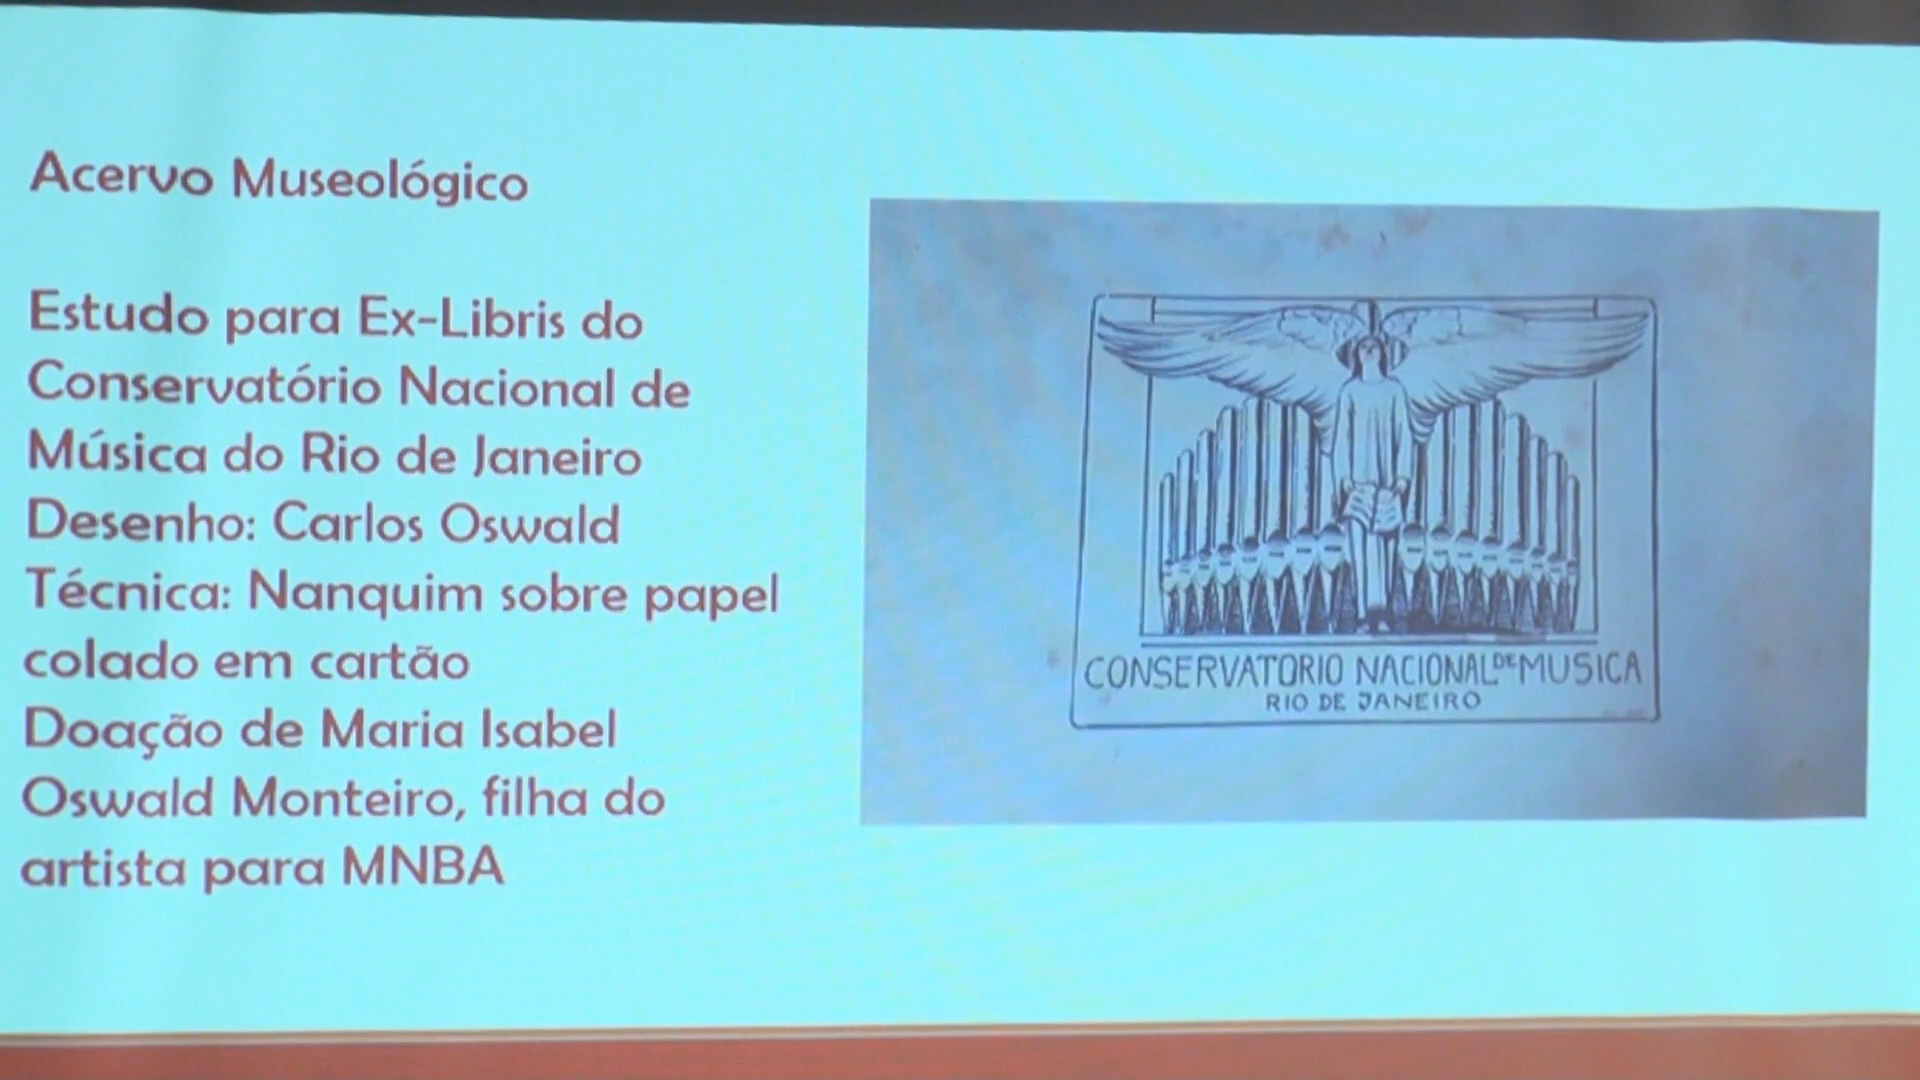 Acervo Museológico
Estudo para Ex-Libris do
Conservatório Nacional de
Música do Rio de Janeiro
Desenho: Carlos Oswald
Técnica: Nanquim sobre papel
colado em cartão
Doação de Maria Isabel
Oswald Monteiro, filha do
artista para MNBA
CONSERVATORIO NACIONAL DE MUSICA
RIO DE JANEIRO